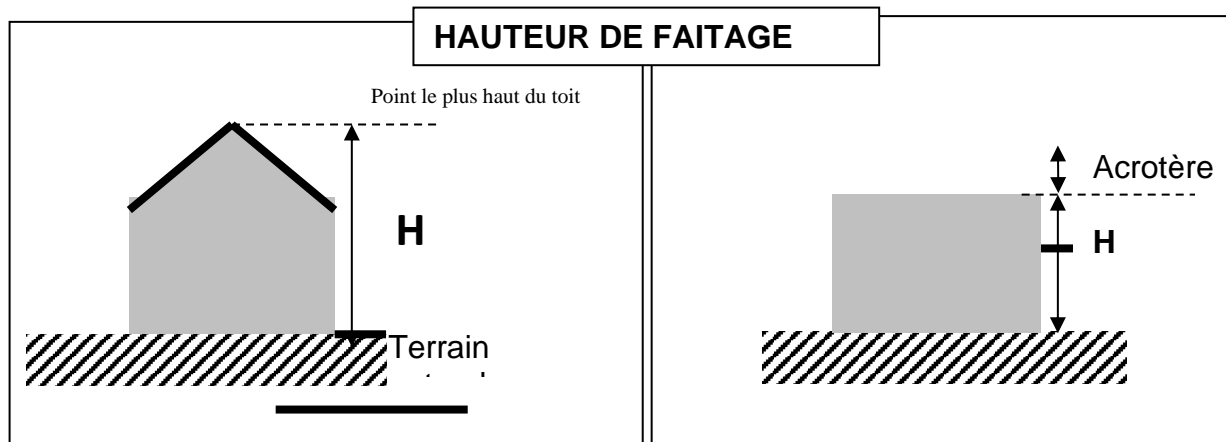 HAUTEUR DE FAITAGE
Point le plus haut du toit
H
Terrain
Acrotère
H